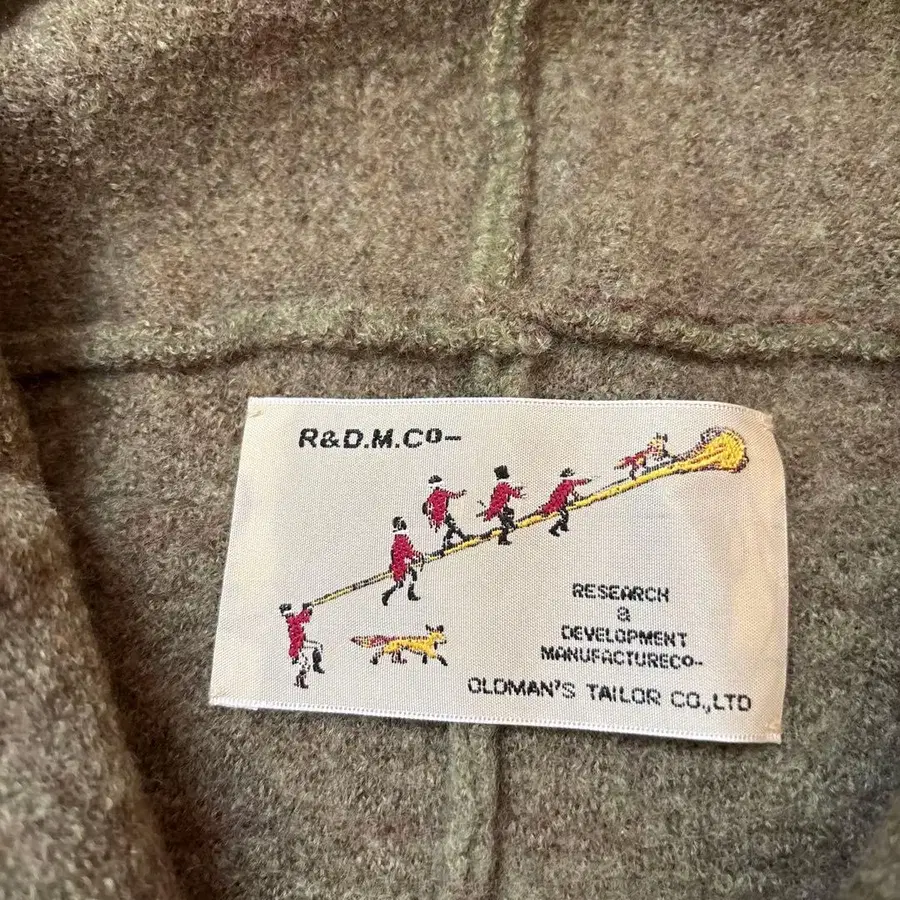 R&D.M.Co-
RESEARCH
&
DEVELOPMENT
MANUFACTURECO-
OLDMAN'S TAILOR CO.,LTD